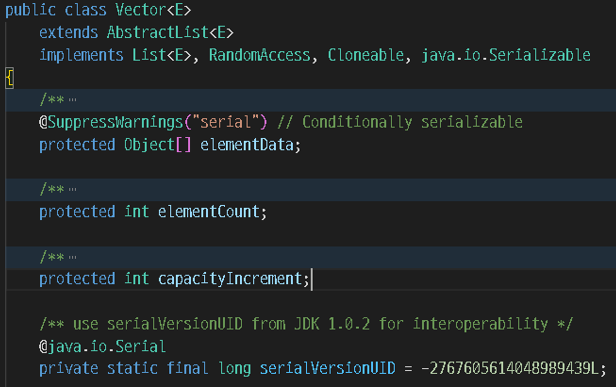 public class Vector<E>
    extends AbstractList<E>
    implements List<E>, RandomAccess, Cloneable, java.io.Serializable
{
    /** ⋯
    @SuppressWarnings("serial") // Conditionally serializable
    protected Object[] elementData;
    /** ⋯
    protected int elementCount;
    /** ⋯
    protected int capacityIncrement;
    /** use serialVersionUID from JDK 1.0.2 for interoperability */
    @java.io.Serial
    private static final long serialVersionUID = -2767605614048989439L;